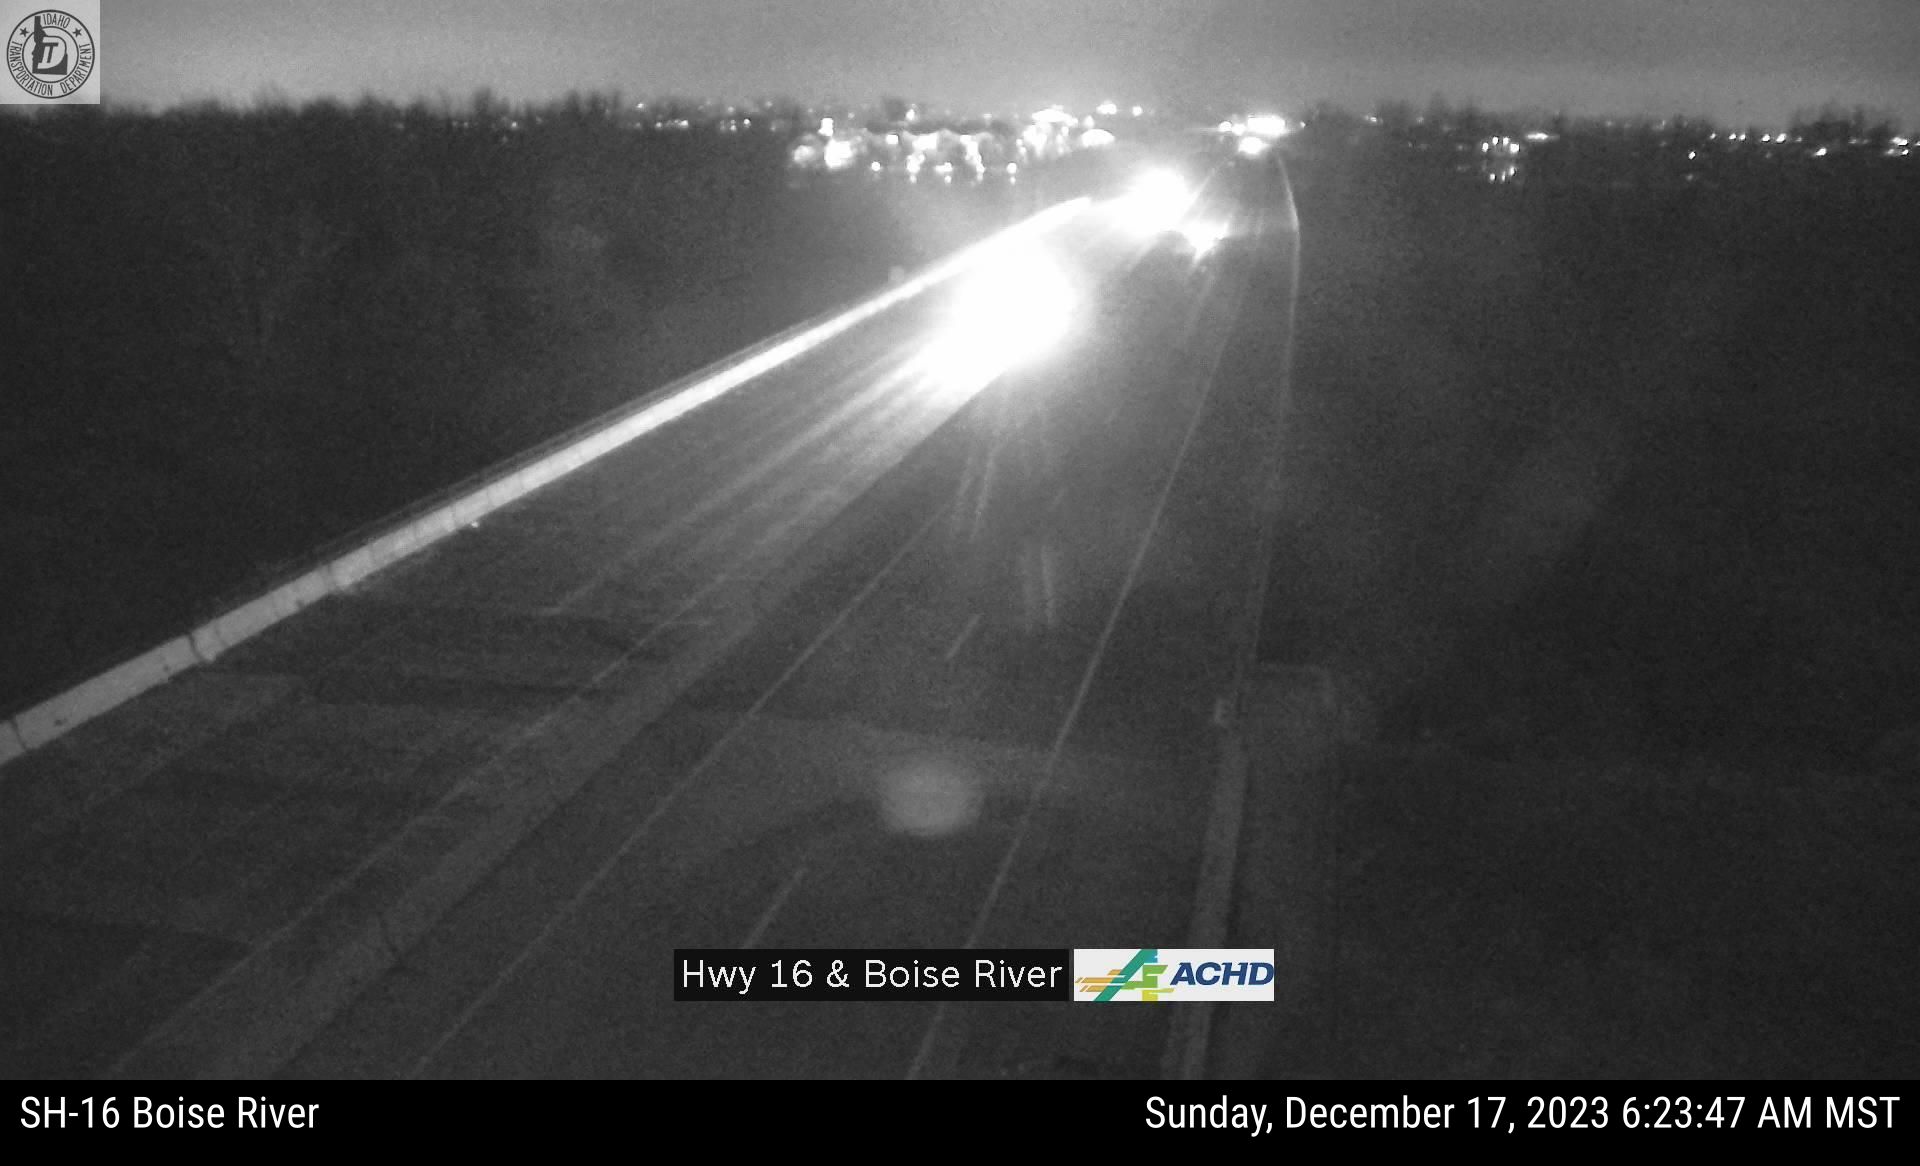 IDAHO
TRANSPORTATION DEPARTMENT
Hwy 16 & Boise River
ACHD
SH-16 Boise River
Sunday, December 17, 2023 6:23:47 AM MST